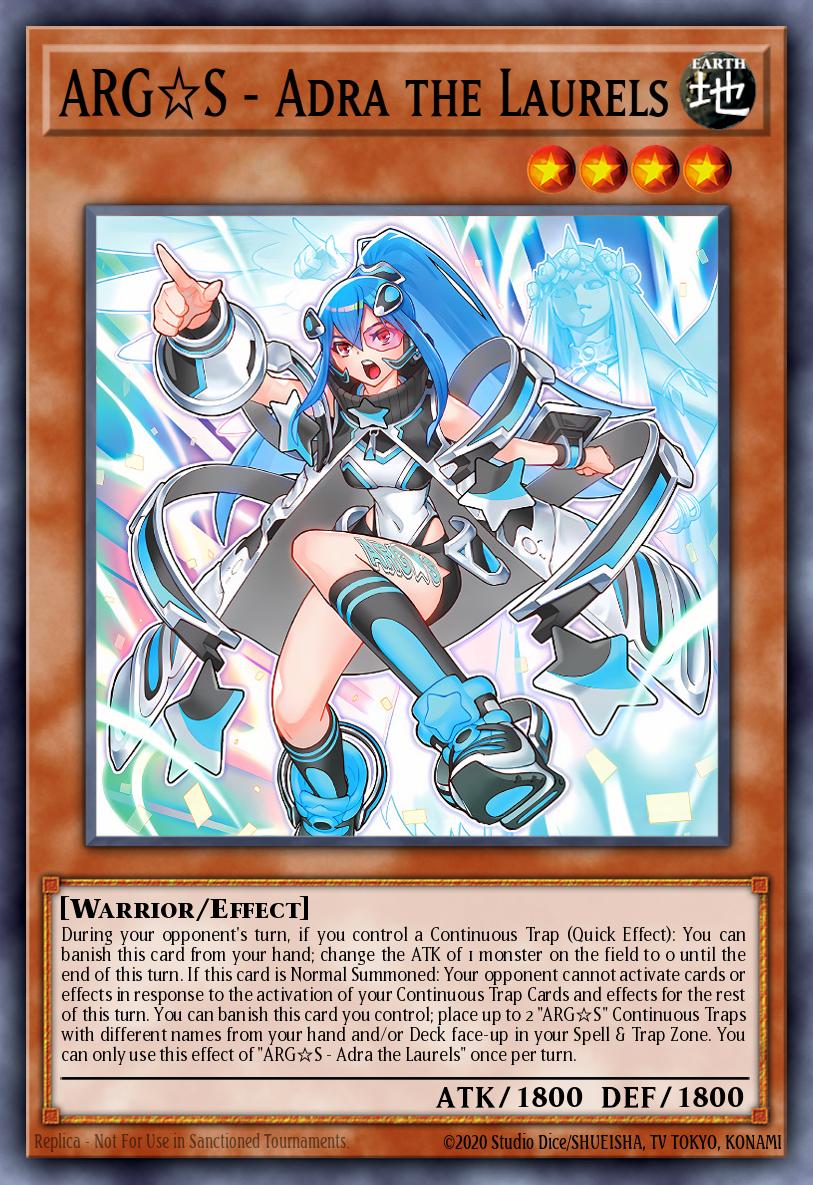 ARG☆S - Adra the Laurels
EARTH
地
ARG☆S
[Warrior/Effect]
During your opponent's turn, if you control a Continuous Trap (Quick Effect): You can
banish this card from your hand; change the ATK of 1 monster on the field to 0 until the
end of this turn. If this card is Normal Summoned: Your opponent cannot activate cards or
effects in response to the activation of your Continuous Trap Cards and effects for the rest
of this turn. You can banish this card you control; place up to 2 "ARG☆S" Continuous Traps
with different names from your hand and/or Deck face-up in your Spell & Trap Zone. You
can only use this effect of "ARG☆S - Adra the Laurels" once per turn.
ATK/1800 DEF/1800
Replica - Not For Use in Sanctioned Tournaments.
©2020 Studio Dice/SHUEISHA, TV TOKYO, KONAMI